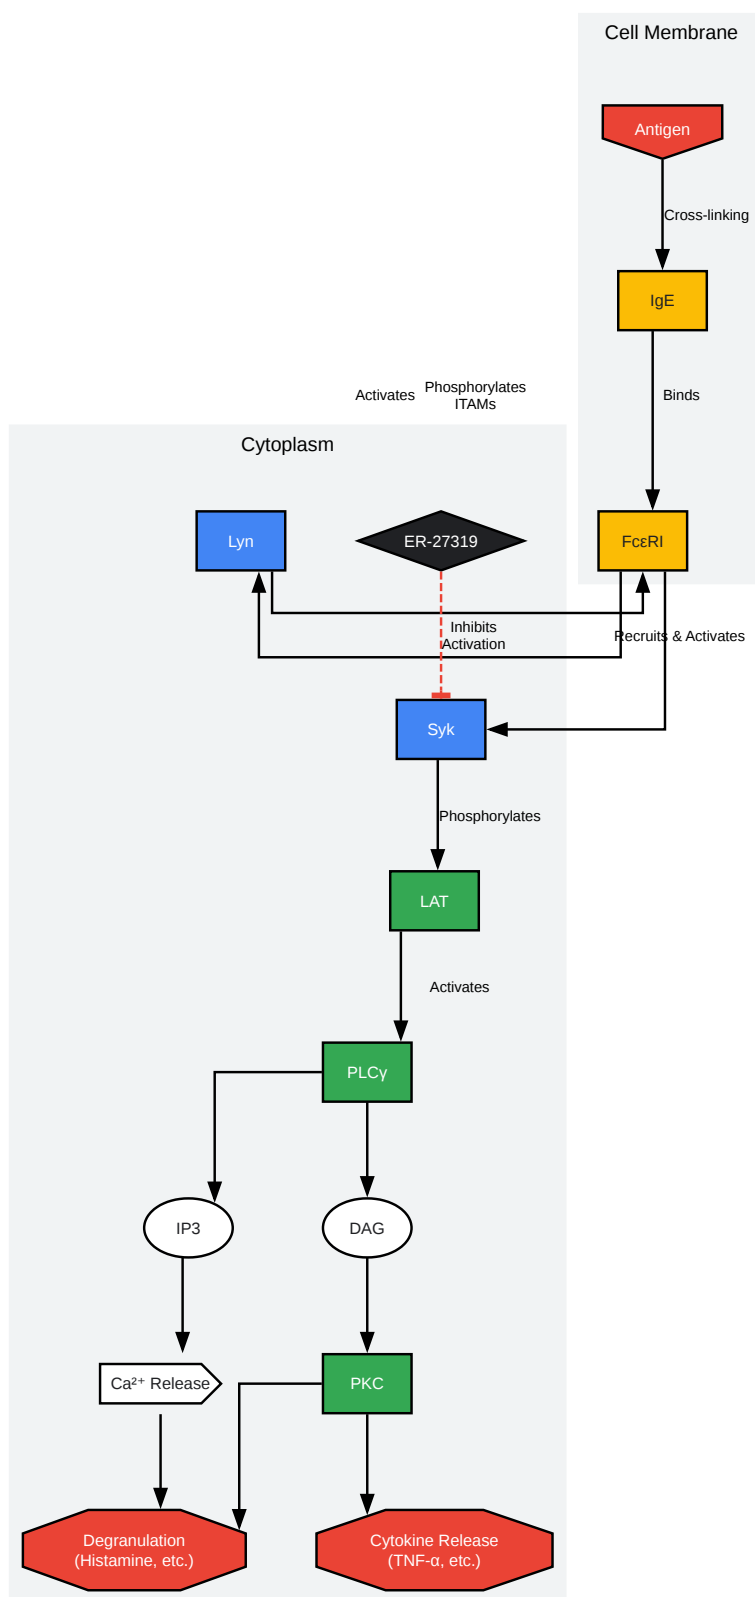 Cell Membrane
Antigen
Cross-linking
IgE
Activates
Phosphorylates
ITAMs
Binds
Cytoplasm
Lyn
ER-27319
FcεRI
Inhibits
Activation
Recruits & Activates
Syk
Phosphorylates
LAT
Activates
PLCγ
IP3
DAG
Ca²⁺ Release
PKC
Degranulation
(Histamine, etc.)
Cytokine Release
(TNF-α, etc.)